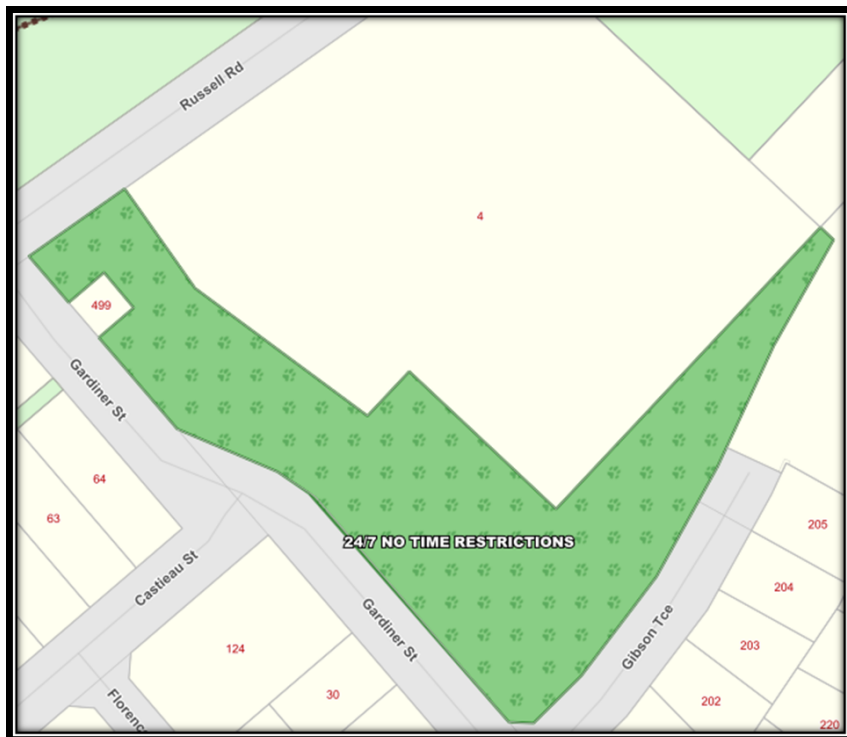 Russell Rd
4
499
Gardiner St
64
63
205
24/7 NO TIME RESTRICTIONS
Castieau St
204
Gardiner St
Gibson Tce
203
124
30
202
Florenc
220